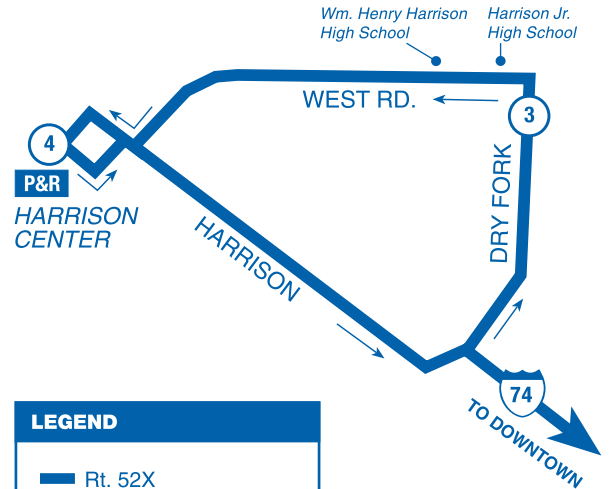 Wm. Henry Harrison
High School
Harrison Jr.
High School
WEST RD.
3
4
P&R
HARRISON
CENTER
DRY FORK
HARRISON
74
TO DOWNTOWN
LEGEND
Rt. 52X